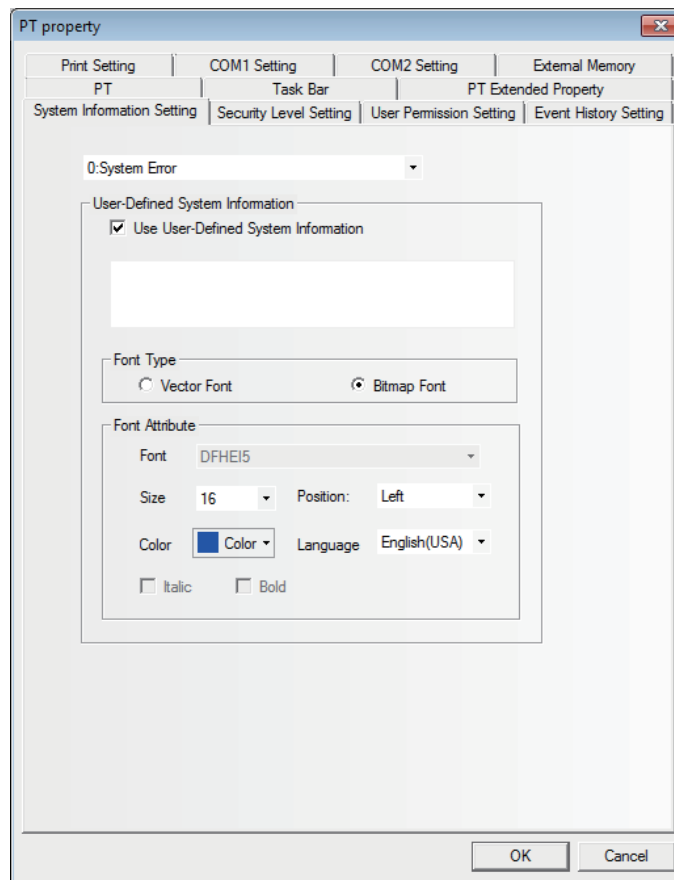 PT property
Print Setting COM1 Setting COM2 Setting External Memory
PT Task Bar PT Extended Property
System Information Setting Security Level Setting User Permission Setting Event History Setting
0:System Error
User-Defined System Information
Use User-Defined System Information
Font Type
Vector Font Bitmap Font
Font Attribute
Font DFHEI5
Size 16 Position: Left
Color Color Language English(USA)
Italic Bold
OK Cancel